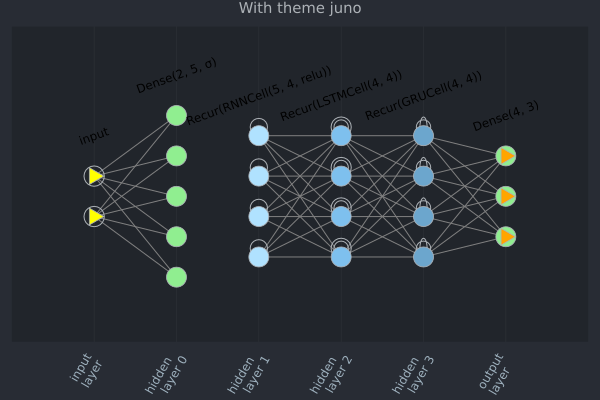 With theme juno
input
Dense(2, 5, σ)
Recur(RNNCell(5, 4, relu))
Recur(LSTMCell(4, 4))
Recur(GRUCell(4, 4))
Dense(4, 3)
input
layer
hidden
layer 0
hidden
layer 1
hidden
layer 2
hidden
layer 3
output
layer